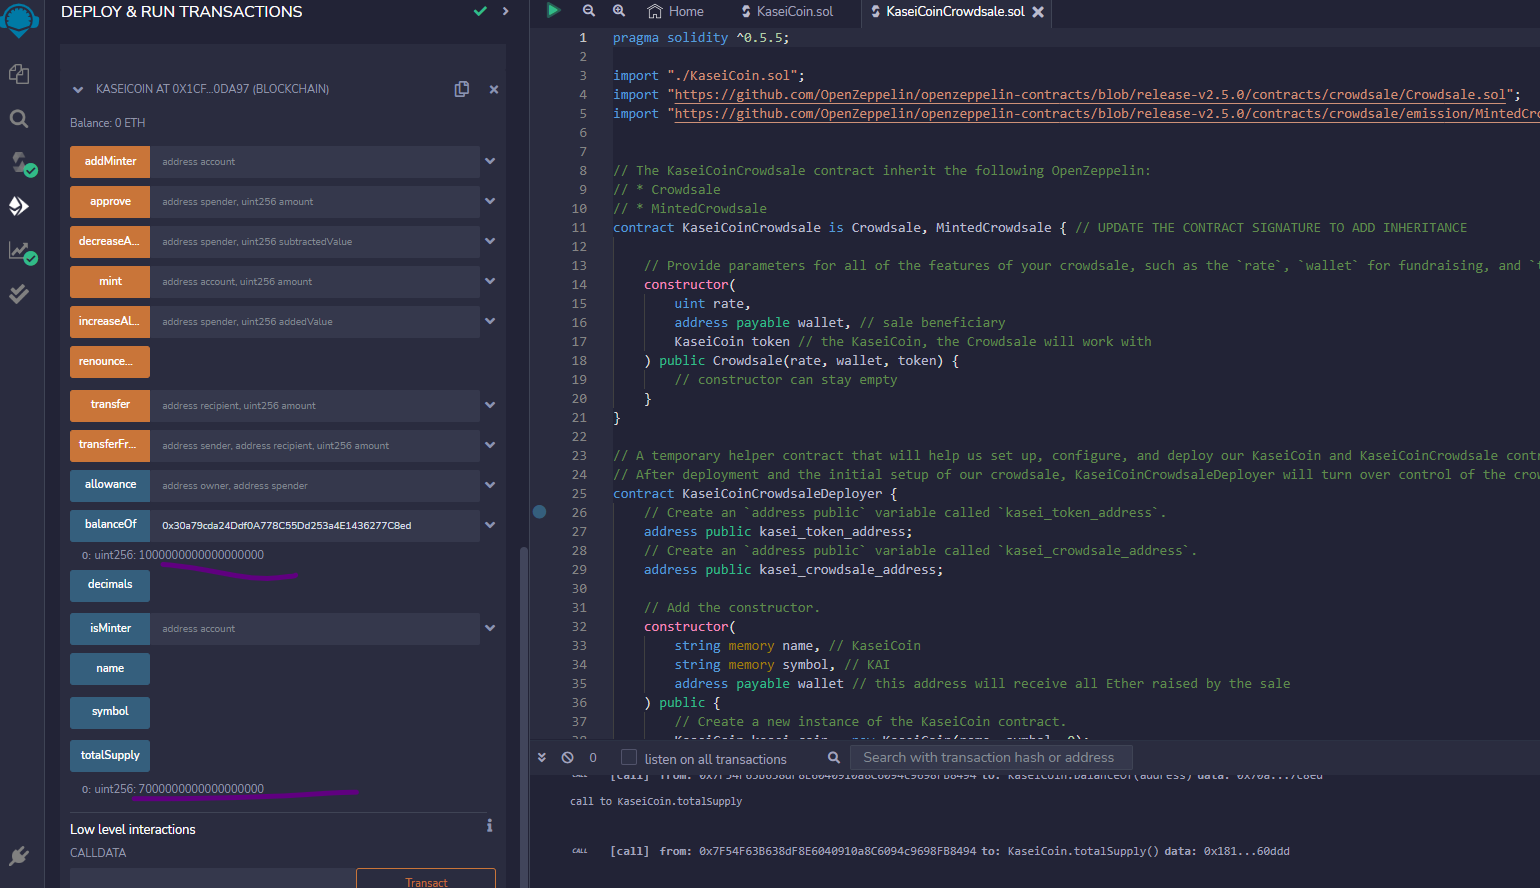 DEPLOY & RUN TRANSACTIONS
KASEICOIN AT 0X1CF...0DA97 (BLOCKCHAIN)
Balance: 0 ETH
addMinter address account
approve address spender, uint256 amount
decreaseA... address spender, uint256 subtractedValue
mint address account, uint256 amount
increaseAl... address spender, uint256 addedValue
renounce...
transfer address recipient, uint256 amount
transferFr... address sender, address recipient, uint256 amount
allowance address owner, address spender
balanceOf 0x30a79cda24Ddf0A778C55Dd253a4E1436277C8ed
0: uint256: 1000000000000000000
decimals
isMinter address account
name
symbol
totalSupply
0: uint256: 7000000000000000000
Low level interactions
CALLDATA
Transact
Home KaseiCoin.sol KaseiCoinCrowdsale.sol
1 pragma solidity ^0.5.5;
2
3 import "./KaseiCoin.sol";
4 import "https://github.com/OpenZeppelin/openzeppelin-contracts/blob/release-v2.5.0/contracts/crowdsale/Crowdsale.sol";
5 import "https://github.com/OpenZeppelin/openzeppelin-contracts/blob/release-v2.5.0/contracts/crowdsale/emission/MintedCro
6
7
8 // The KaseiCoinCrowdsale contract inherit the following OpenZeppelin:
9 // * Crowdsale
10 // * MintedCrowdsale
11 contract KaseiCoinCrowdsale is Crowdsale, MintedCrowdsale { // UPDATE THE CONTRACT SIGNATURE TO ADD INHERITANCE
12
13 // Provide parameters for all of the features of your crowdsale, such as the `rate`, `wallet` for fundraising, and `
14 constructor(
15 uint rate,
16 address payable wallet, // sale beneficiary
17 KaseiCoin token // the KaseiCoin, the Crowdsale will work with
18 ) public Crowdsale(rate, wallet, token) {
19 // constructor can stay empty
20 }
21 }
22
23 // A temporary helper contract that will help us set up, configure, and deploy our KaseiCoin and KaseiCoinCrowdsale contr
24 // After deployment and the initial setup of our crowdsale, KaseiCoinCrowdsaleDeployer will turn over control of the crow
25 contract KaseiCoinCrowdsaleDeployer {
26 // Create an `address public` variable called `kasei_token_address`.
27 address public kasei_token_address;
28 // Create an `address public` variable called `kasei_crowdsale_address`.
29 address public kasei_crowdsale_address;
30
31 // Add the constructor.
32 constructor(
33 string memory name, // KaseiCoin
34 string memory symbol, // KAI
35 address payable wallet // this address will receive all Ether raised by the sale
36 ) public {
37 // Create a new instance of the KaseiCoin contract.
0 listen on all transactions Search with transaction hash or address
CALL [call] from: 0x7F54F63B638dF8E6040910a8C6094c9698FB8494 to: KaseiCoin.balanceOf(address) data: 0x70a...7c8ed
call to KaseiCoin.totalSupply
CALL [call] from: 0x7F54F63B638dF8E6040910a8C6094c9698FB8494 to: KaseiCoin.totalSupply() data: 0x181...60ddd